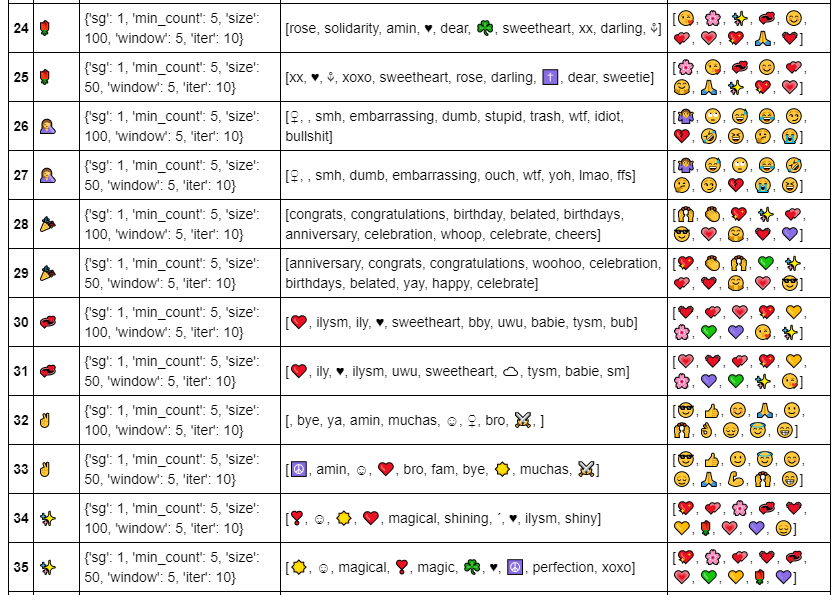 24 🌹 {'sg': 1, 'min_count': 5, 'size':
100, 'window': 5, 'iter': 10}
[rose, solidarity, amin, ♥, dear, ☘, sweetheart, xx, darling, ⚘]
[😘, 🌸, ✨, 💞, 😊,
💕, 💗, 💖, 🙏, ❤]
25 🌹 {'sg': 1, 'min_count': 5, 'size':
50, 'window': 5, 'iter': 10}
[xx, ♥, ⚘, xoxo, sweetheart, rose, darling, ✝, dear, sweetie]
[🌸, 😘, 💞, 😊, 💕,
🤗, 🙏, ✨, 💖, 💗]
26 🤦‍♀️ {'sg': 1, 'min_count': 5, 'size':
100, 'window': 5, 'iter': 10}
[♀, , smh, embarrassing, dumb, stupid, trash, wtf, idiot,
bullshit]
[🤷‍♀️, 🙄, 😅, 😂, 😏,
💔, 🤣, 😆, 🤔, 😭]
27 🤦‍♀️ {'sg': 1, 'min_count': 5, 'size':
50, 'window': 5, 'iter': 10}
[♀, , smh, dumb, embarrassing, ouch, wtf, yoh, lmao, ffs]
[🤷‍♀️, 😅, 🙄, 😂, 🤣,
🤔, 😏, 💔, 😭, 😆]
28 🎉 {'sg': 1, 'min_count': 5, 'size':
100, 'window': 5, 'iter': 10}
[congrats, congratulations, birthday, belated, birthdays,
anniversary, celebration, whoop, celebrate, cheers]
[🙌, 👏, 💖, ✨, 💕,
😎, 💗, 🤗, ❤, 💜]
29 🎉 {'sg': 1, 'min_count': 5, 'size':
50, 'window': 5, 'iter': 10}
[anniversary, congrats, congratulations, woohoo, celebration,
birthdays, belated, yay, happy, celebrate]
[💖, 👏, 🙌, 💚, ✨,
💕, ❤, 🤗, 💗, 😎]
30 💞 {'sg': 1, 'min_count': 5, 'size':
100, 'window': 5, 'iter': 10}
[❤, ilysm, ily, ♥, sweetheart, bby, uwu, babie, tysm, bub]
[❤, 💕, 💗, 💖, 💛,
🌸, 💚, 💜, 😘, ✨]
31 💞 {'sg': 1, 'min_count': 5, 'size':
50, 'window': 5, 'iter': 10}
[❤, ily, ♥, ilysm, uwu, sweetheart, ☁, tysm, babie, sm]
[💗, ❤, 💕, 💖, 💛,
🌸, 💜, 💚, ✨, 😘]
32 ✌ {'sg': 1, 'min_count': 5, 'size':
100, 'window': 5, 'iter': 10}
[, bye, ya, amin, muchas, ☺, ♀, bro, ⚔, ]
[😎, 👍, 😊, 🙏, 🙂,
🙌, 👌, 😔, 😇, 😁]
33 ✌ {'sg': 1, 'min_count': 5, 'size':
50, 'window': 5, 'iter': 10}
[☮, amin, ☺, ❤, bro, fam, bye, ☀, muchas, ⚔]
[😎, 👍, 🙂, 😇, 😊,
😔, 🙏, 💪, 🙌, 😁]
34 ✨ {'sg': 1, 'min_count': 5, 'size':
100, 'window': 5, 'iter': 10}
[❣, ☺, ☀, ❤, magical, shining, ´, ♥, ilysm, shiny]
[💖, 💕, 🌸, 💞, ❤,
💛, 🌹, 💗, 💜, 😔]
35 ✨ {'sg': 1, 'min_count': 5, 'size':
50, 'window': 5, 'iter': 10}
[☀, ☺, magical, ❣, magic, ☘, ♥, ☮, perfection, xoxo]
[💖, 🌸, 💕, ❤, 💞,
💗, 💚, 💛, 🌹, 💜]